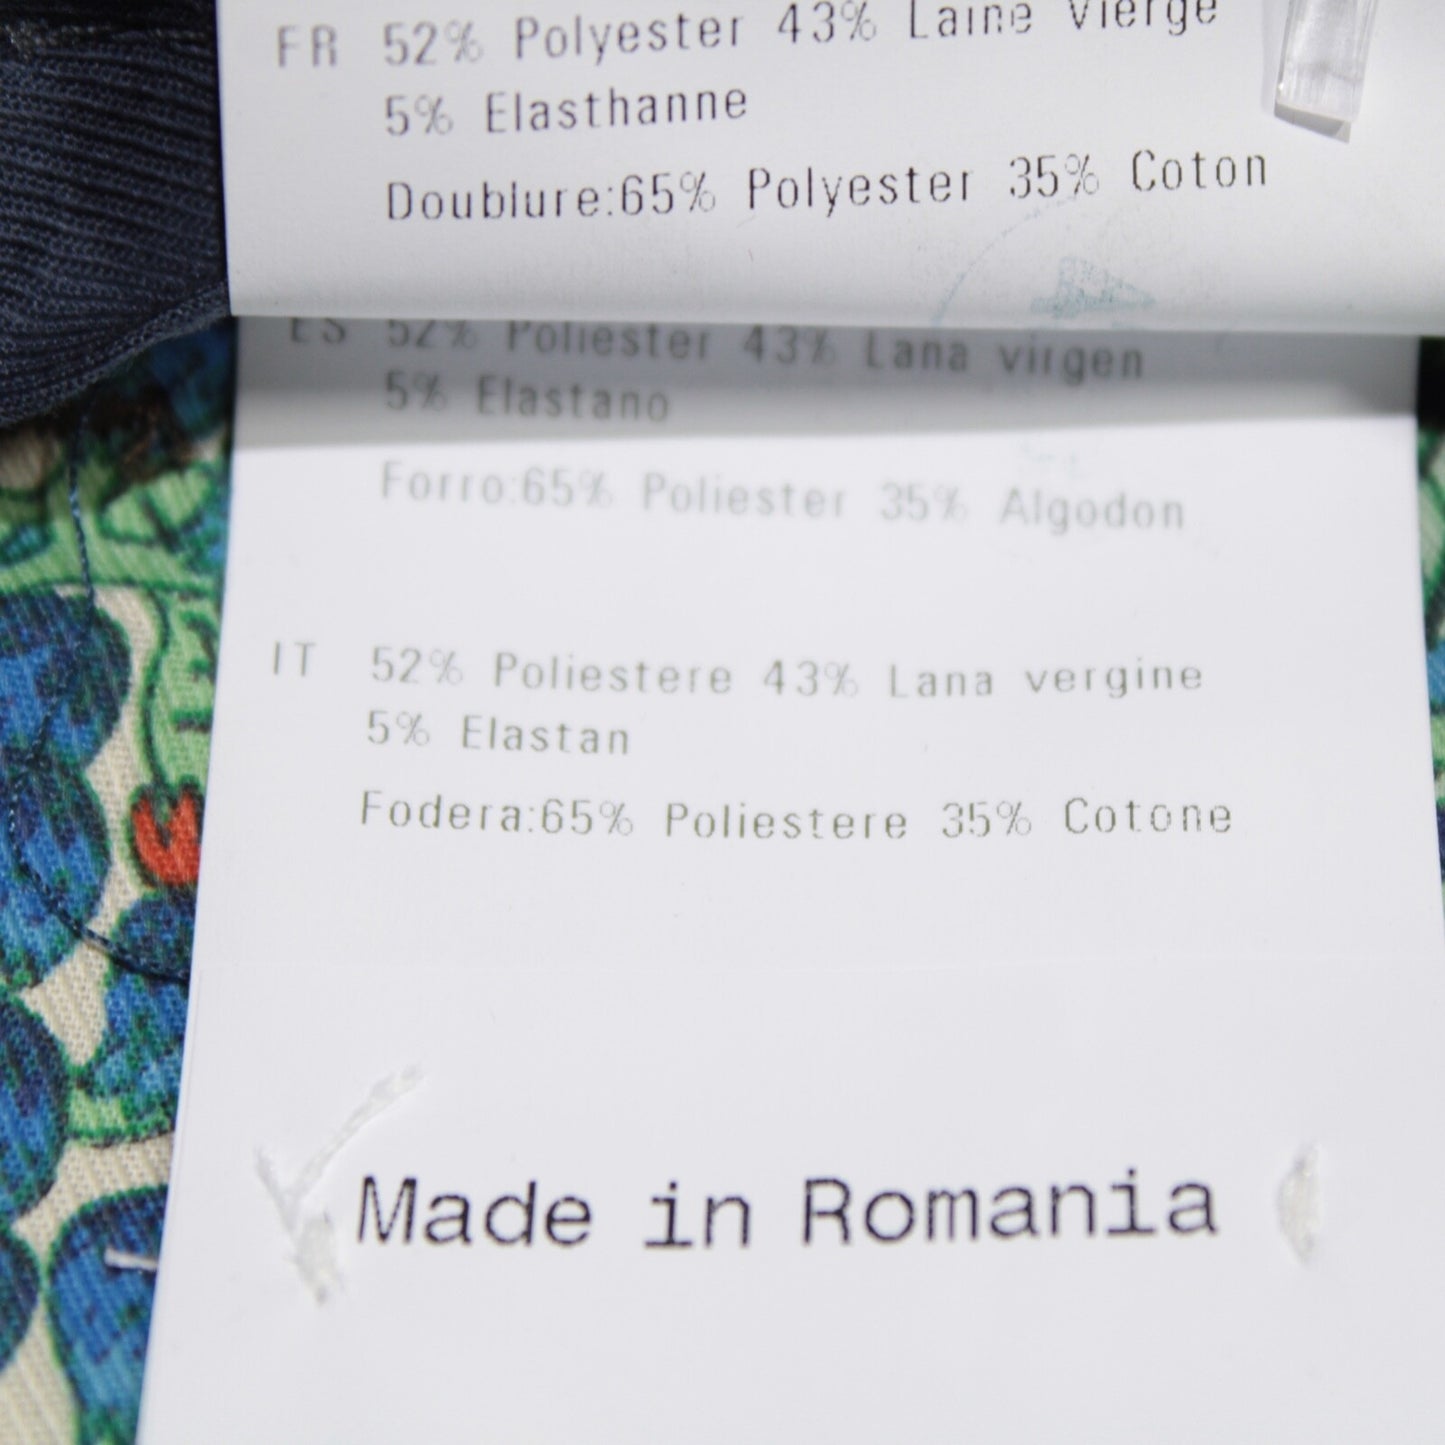 FR 52% Polyester 43% Laine Vierge
5% Elasthanne
Doublure:65% Polyester 35% Coton
ES 52% Poliester 43% Lana virgen
5% Elastano
Forro:65% Poliester 35% Algodon
IT 52% Poliestere 43% Lana vergine
5% Elastan
Fodera:65% Poliestere 35% Cotone
Made in Romania